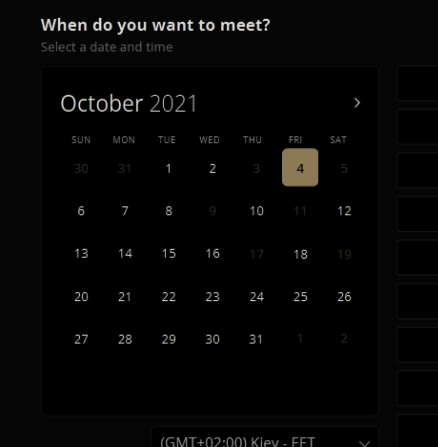 When do you want to meet?
Select a date and time
October 2021
SUN MON TUE WED THU FRI SAT
30 31 1 2 3 4 5
6 7 8 9 10 11 12
13 14 15 16 17 18 19
20 21 22 23 24 25 26
27 28 29 30 31 1 2
(GMT+02:00) Kiev - EET